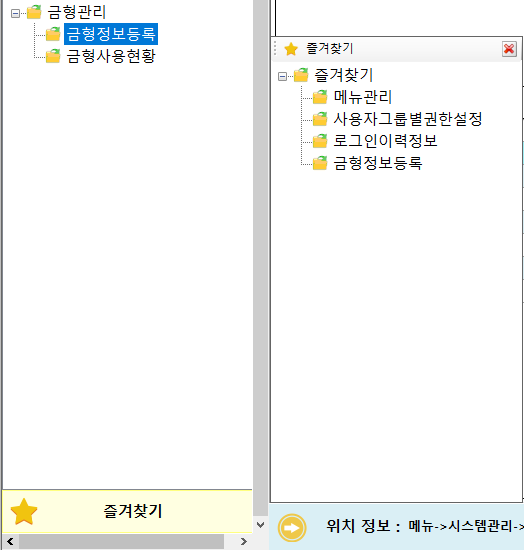 금형관리
금형정보등록
금형사용현황
즐겨찾기
즐겨찾기
즐겨찾기
메뉴관리
사용자그룹별권한설정
로그인이력정보
금형정보등록
위치 정보 : 메뉴->시스템관리->